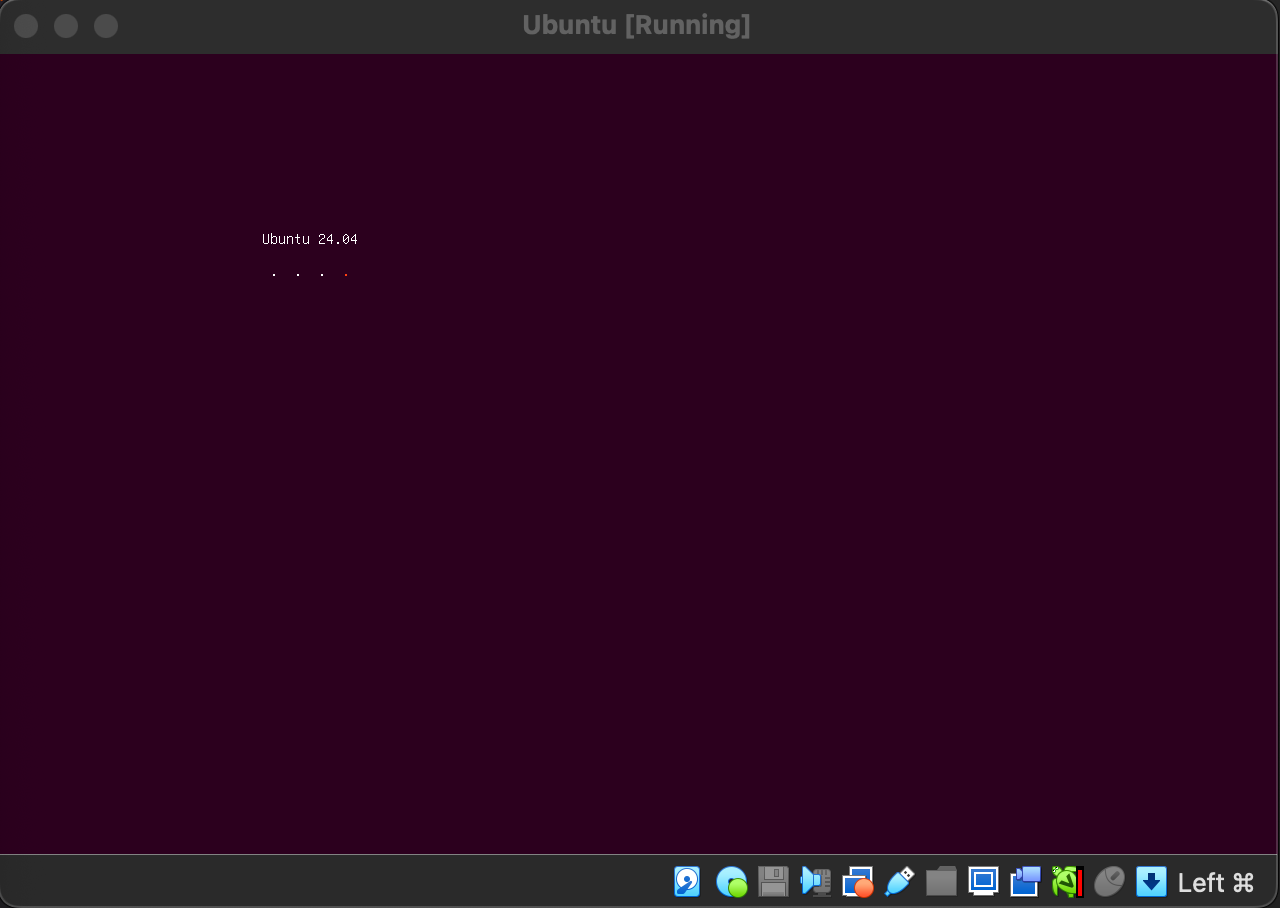 Ubuntu [Running]
Ubuntu 24.04
. . . .
Left ⌘